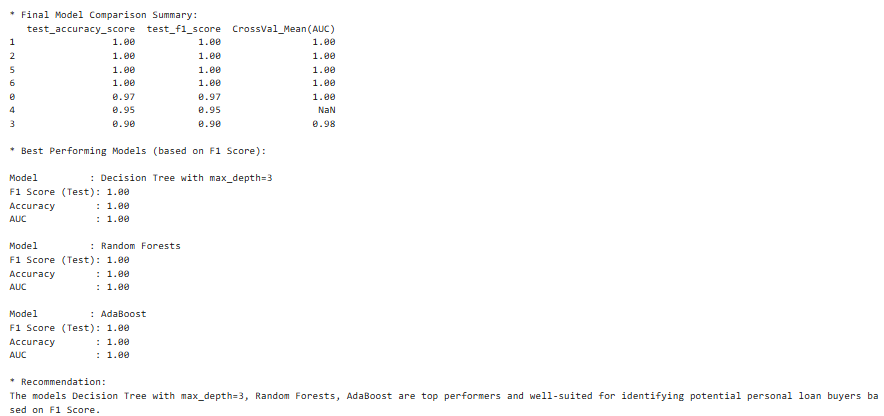 * Final Model Comparison Summary:
test_accuracy_score test_f1_score CrossVal_Mean(AUC)
1 1.00 1.00 1.00
2 1.00 1.00 1.00
5 1.00 1.00 1.00
6 1.00 1.00 1.00
0 0.97 0.97 1.00
4 0.95 0.95 NaN
3 0.90 0.90 0.98
* Best Performing Models (based on F1 Score):
Model : Decision Tree with max_depth=3
F1 Score (Test): 1.00
Accuracy : 1.00
AUC : 1.00
Model : Random Forests
F1 Score (Test): 1.00
Accuracy : 1.00
AUC : 1.00
Model : AdaBoost
F1 Score (Test): 1.00
Accuracy : 1.00
AUC : 1.00
* Recommendation:
The models Decision Tree with max_depth=3, Random Forests, AdaBoost are top performers and well-suited for identifying potential personal loan buyers ba
sed on F1 Score.